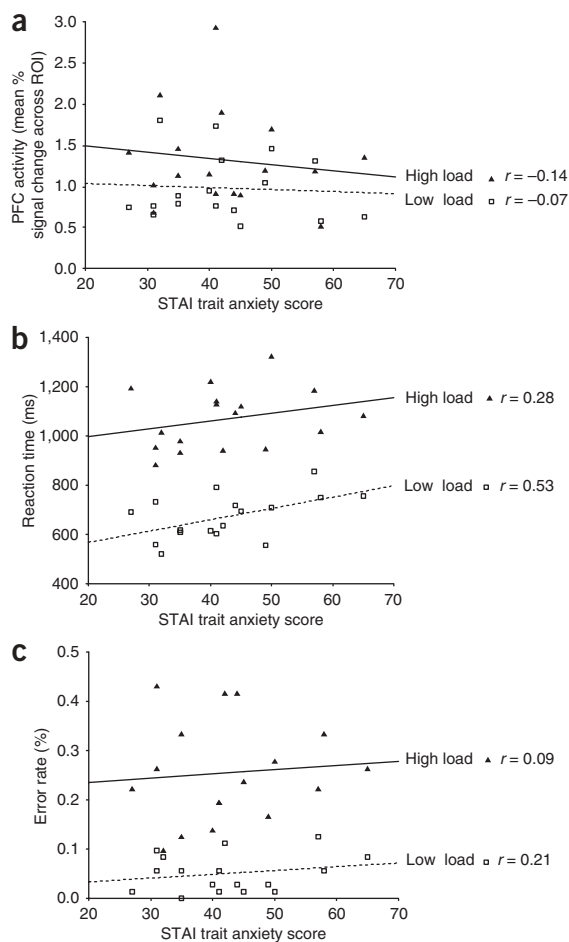 a
PFC activity (mean %
signal change across ROI)
3.0
2.5
2.0
1.5
1.0
0.5
0.0
20 30 40 50 60 70
STAI trait anxiety score
High load ▲ r = –0.14
Low load □ r = –0.07
b
Reaction time (ms)
1,400
1,200
1,000
800
600
400
20 30 40 50 60 70
STAI trait anxiety score
High load ▲ r = 0.28
Low load □ r = 0.53
c
Error rate (%)
0.5
0.4
0.3
0.2
0.1
0.0
20 30 40 50 60 70
STAI trait anxiety score
High load ▲ r = 0.09
Low load □ r = 0.21